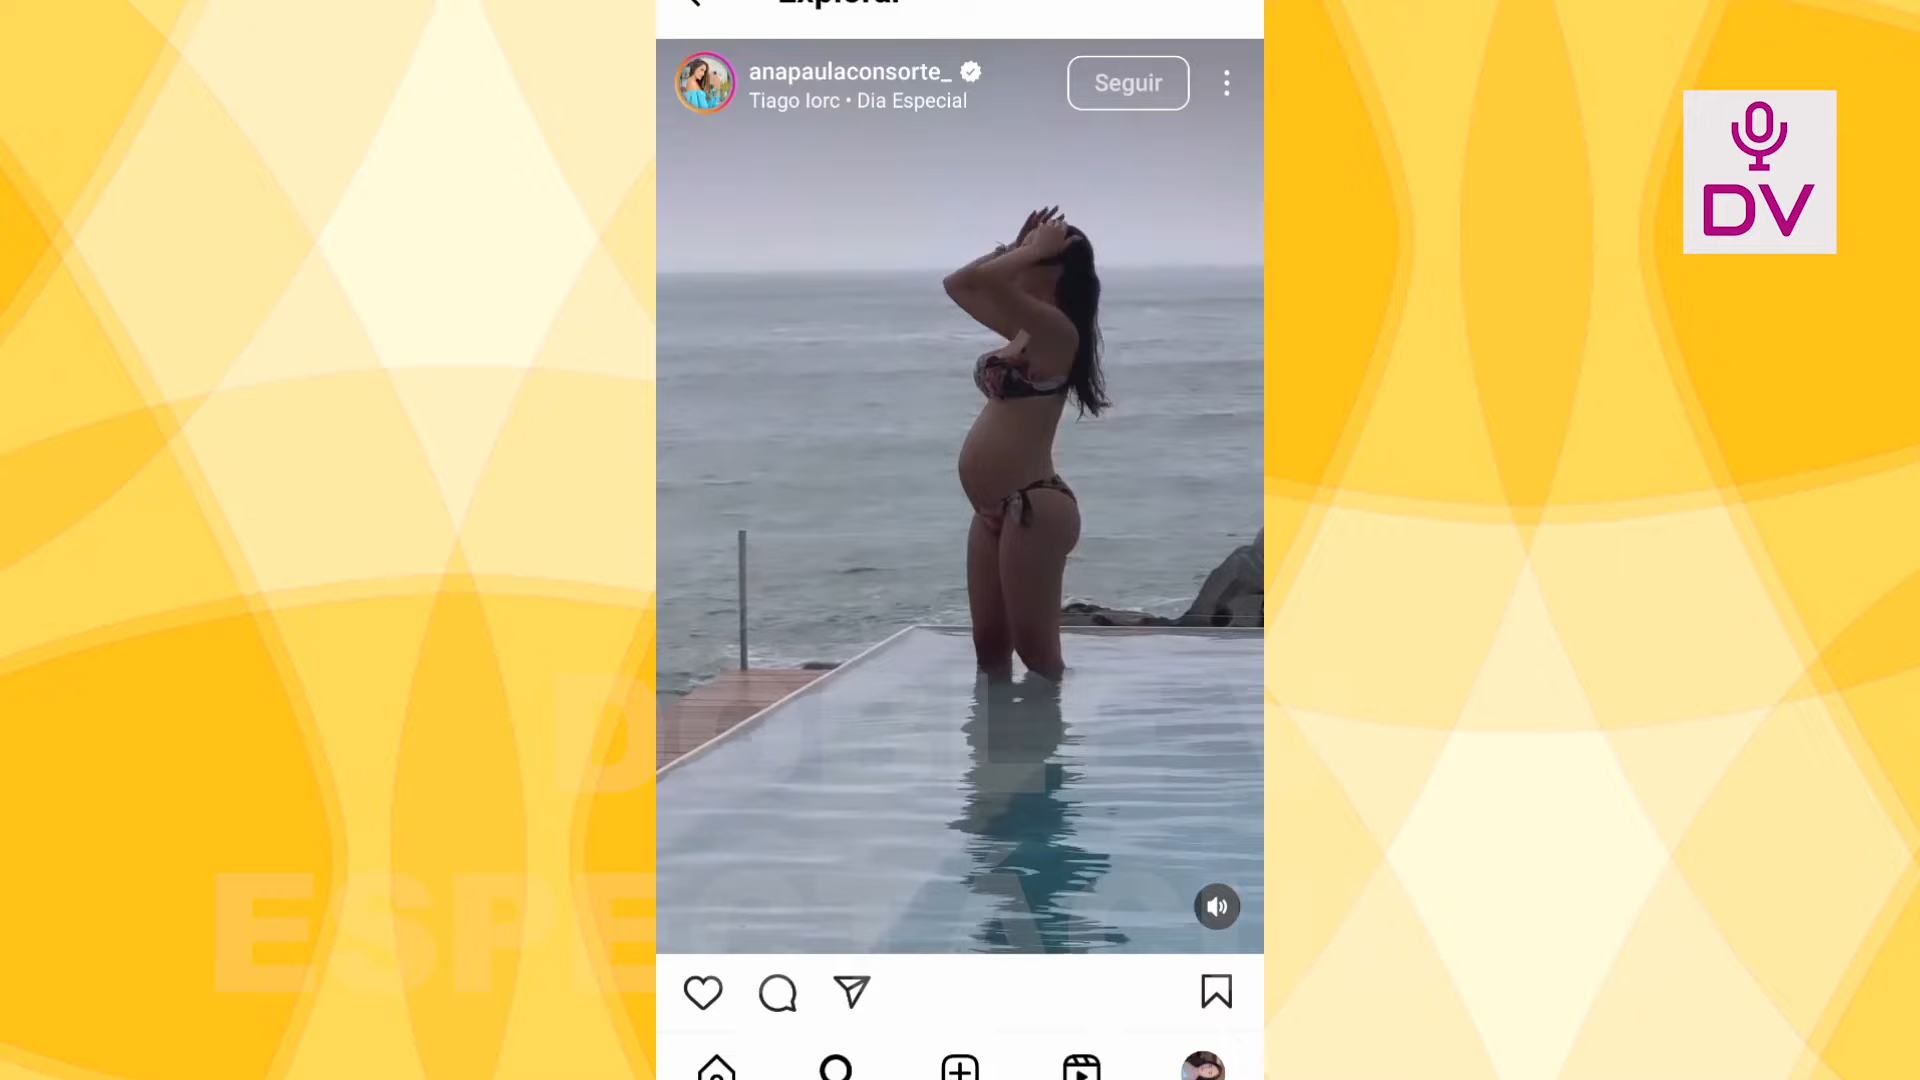 anapaulaconsorte_
Tiago Iorc • Dia Especial
Seguir
DV